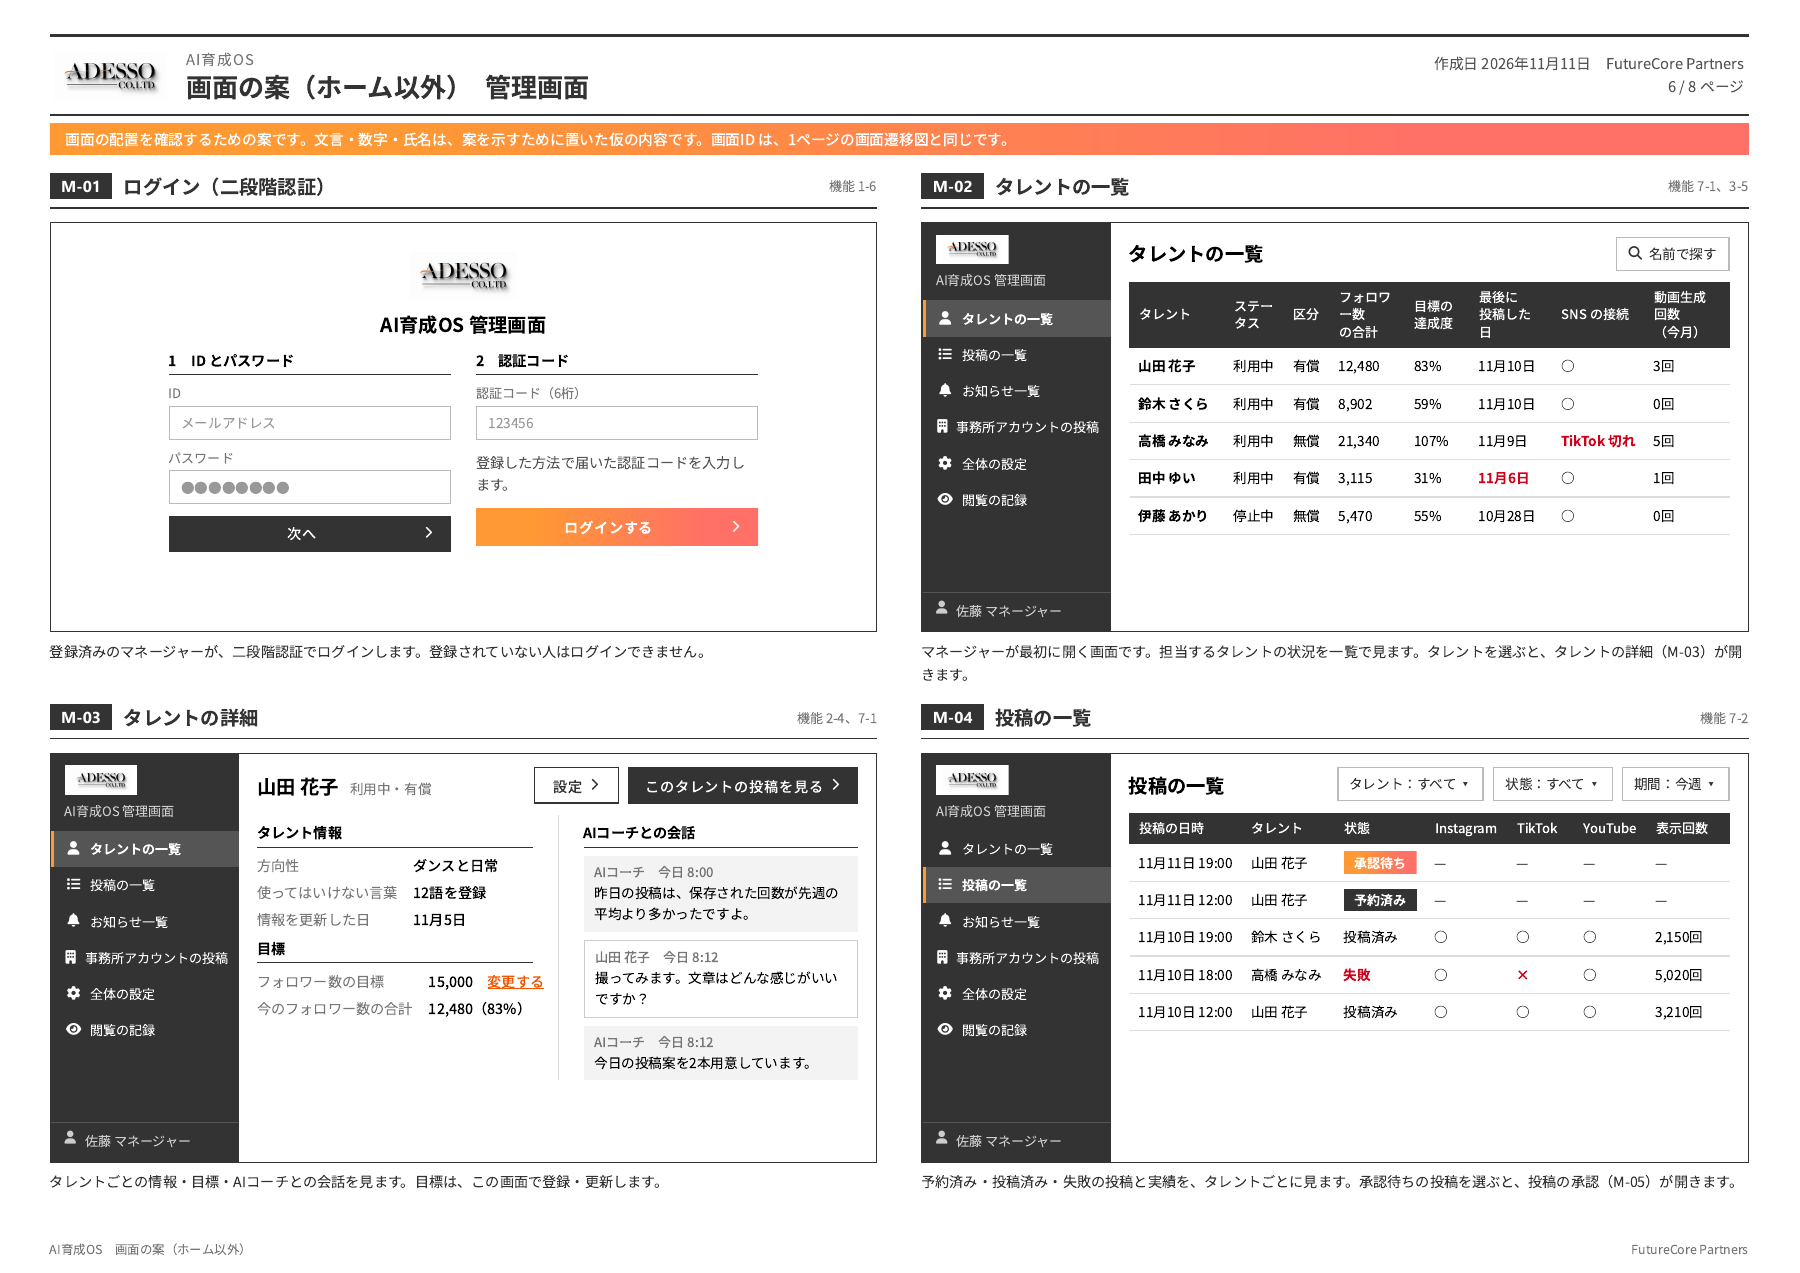 ADESSO
CO.,LTD
AI育成OS
画面の案（ホーム以外）　管理画面
作成日 2026年11月11日　FutureCore Partners
6 / 8 ページ
画面の配置を確認するための案です。文言・数字・氏名は、案を示すために置いた仮の内容です。画面ID は、1ページの画面遷移図と同じです。
M-01 ログイン（二段階認証） 機能 1-6
ADESSO
CO.,LTD
AI育成OS 管理画面
1　ID とパスワード
ID
メールアドレス
パスワード
●●●●●●●●
次へ
2　認証コード
認証コード（6桁）
123456
登録した方法で届いた認証コードを入力し
ます。
ログインする
登録済みのマネージャーが、二段階認証でログインします。登録されていない人はログインできません。
M-02 タレントの一覧 機能 7-1、3-5
ADESSO
CO.,LTD
AI育成OS 管理画面
タレントの一覧
投稿の一覧
お知らせ一覧
事務所アカウントの投稿
全体の設定
閲覧の記録
佐藤 マネージャー
タレントの一覧
名前で探す
タレント ステータス 区分 フォロワー数の合計 目標の達成度 最後に投稿した日 SNS の接続 動画生成回数（今月）
山田 花子 利用中 有償 12,480 83% 11月10日 〇 3回
鈴木 さくら 利用中 有償 8,902 59% 11月10日 〇 0回
高橋 みなみ 利用中 無償 21,340 107% 11月9日 TikTok 切れ 5回
田中 ゆい 利用中 有償 3,115 31% 11月6日 〇 1回
伊藤 あかり 停止中 無償 5,470 55% 10月28日 〇 0回
マネージャーが最初に開く画面です。担当するタレントの状況を一覧で見ます。タレントを選ぶと、タレントの詳細（M-03）が開
きます。
M-03 タレントの詳細 機能 2-4、7-1
ADESSO
CO.,LTD
AI育成OS 管理画面
タレントの一覧
投稿の一覧
お知らせ一覧
事務所アカウントの投稿
全体の設定
閲覧の記録
佐藤 マネージャー
山田 花子 利用中・有償
設定
このタレントの投稿を見る
タレント情報
方向性 ダンスと日常
使ってはいけない言葉 12語を登録
情報を更新した日 11月5日
目標
フォロワー数の目標 15,000 変更する
今のフォロワー数の合計 12,480（83%）
AIコーチとの会話
AIコーチ　今日 8:00
昨日の投稿は、保存された回数が先週の
平均より多かったですよ。
山田 花子　今日 8:12
撮ってみます。文章はどんな感じがいい
ですか？
AIコーチ　今日 8:12
今日の投稿案を2本用意しています。
タレントごとの情報・目標・AIコーチとの会話を見ます。目標は、この画面で登録・更新します。
M-04 投稿の一覧 機能 7-2
ADESSO
CO.,LTD
AI育成OS 管理画面
タレントの一覧
投稿の一覧
お知らせ一覧
事務所アカウントの投稿
全体の設定
閲覧の記録
佐藤 マネージャー
投稿の一覧
タレント：すべて ▾
状態：すべて ▾
期間：今週 ▾
投稿の日時 タレント 状態 Instagram TikTok YouTube 表示回数
11月11日 19:00 山田 花子 承認待ち — — — —
11月11日 12:00 山田 花子 予約済み — — — —
11月10日 19:00 鈴木 さくら 投稿済み 〇 〇 〇 2,150回
11月10日 18:00 高橋 みなみ 失敗 〇 × 〇 5,020回
11月10日 12:00 山田 花子 投稿済み 〇 〇 〇 3,210回
予約済み・投稿済み・失敗の投稿と実績を、タレントごとに見ます。承認待ちの投稿を選ぶと、投稿の承認（M-05）が開きます。
AI育成OS　画面の案（ホーム以外）
FutureCore Partners